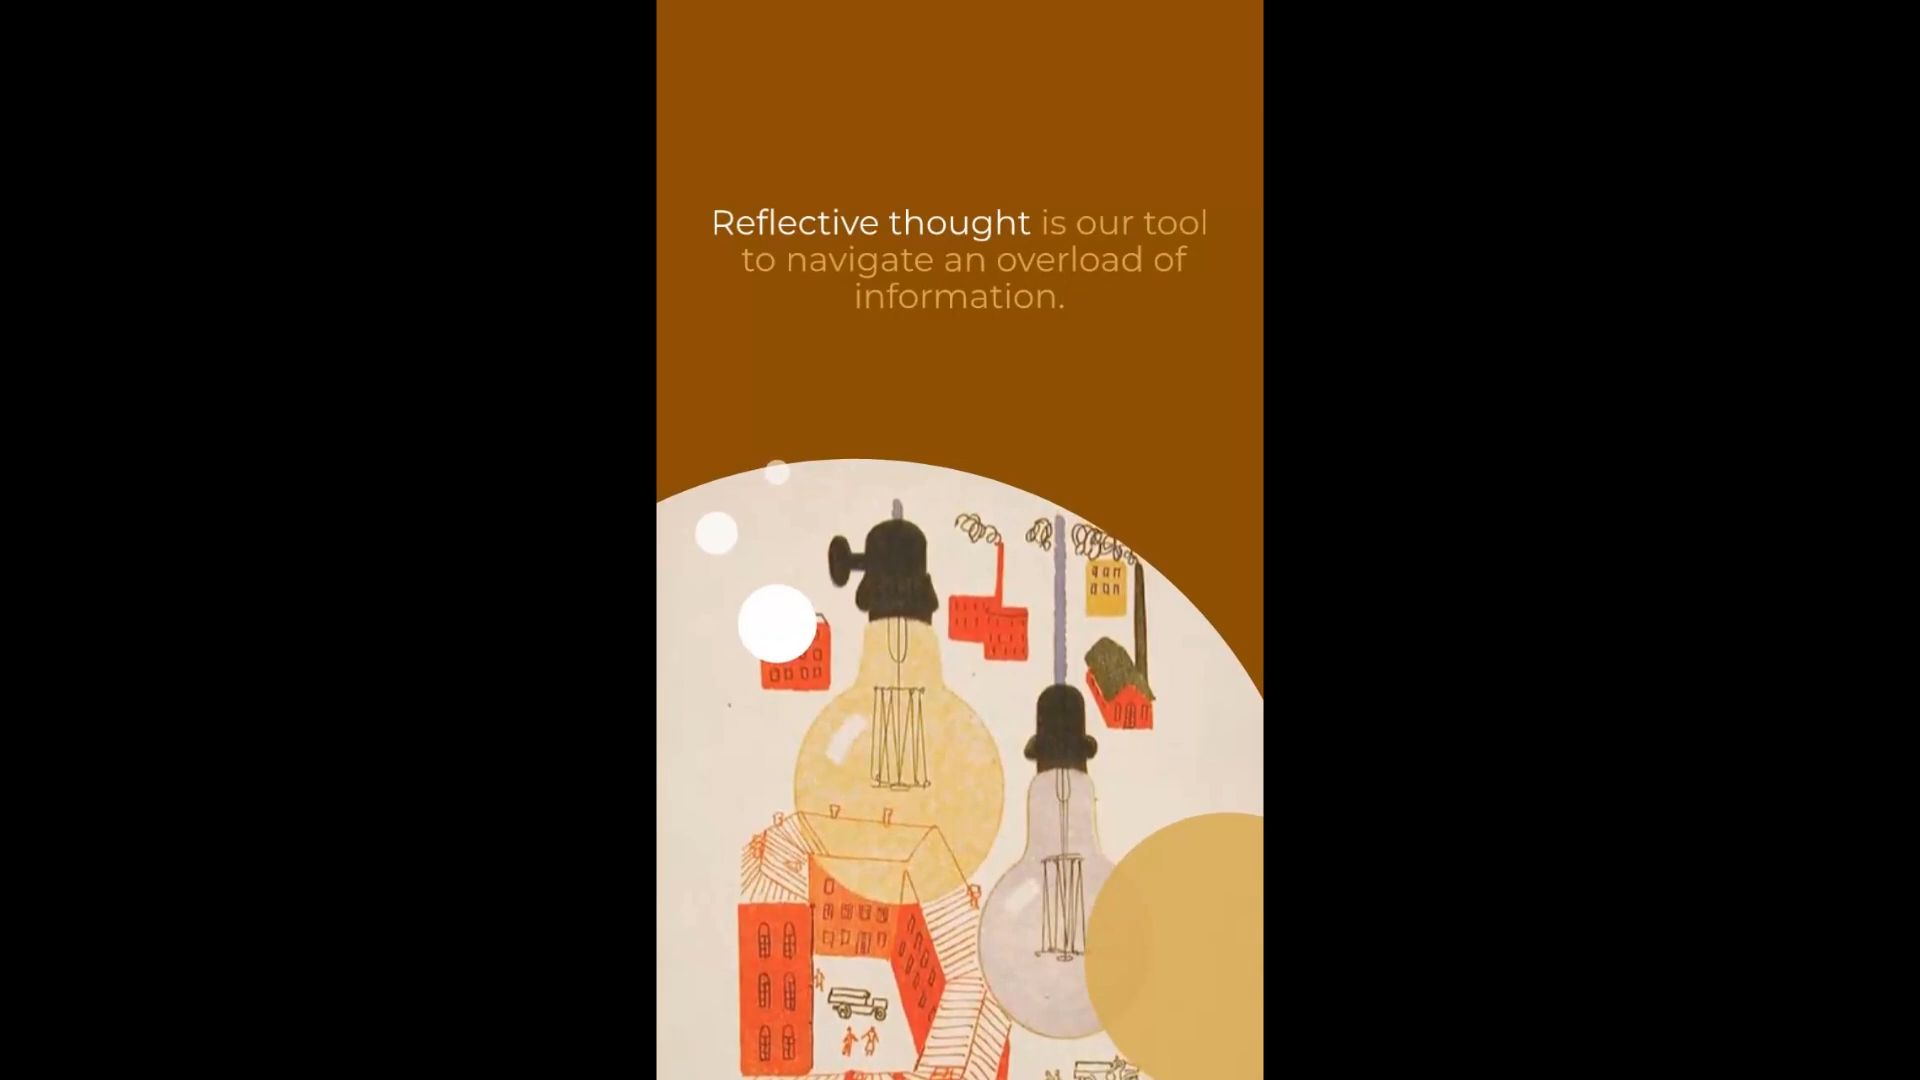 Reflective thought is our tool
to navigate an overload of
information.